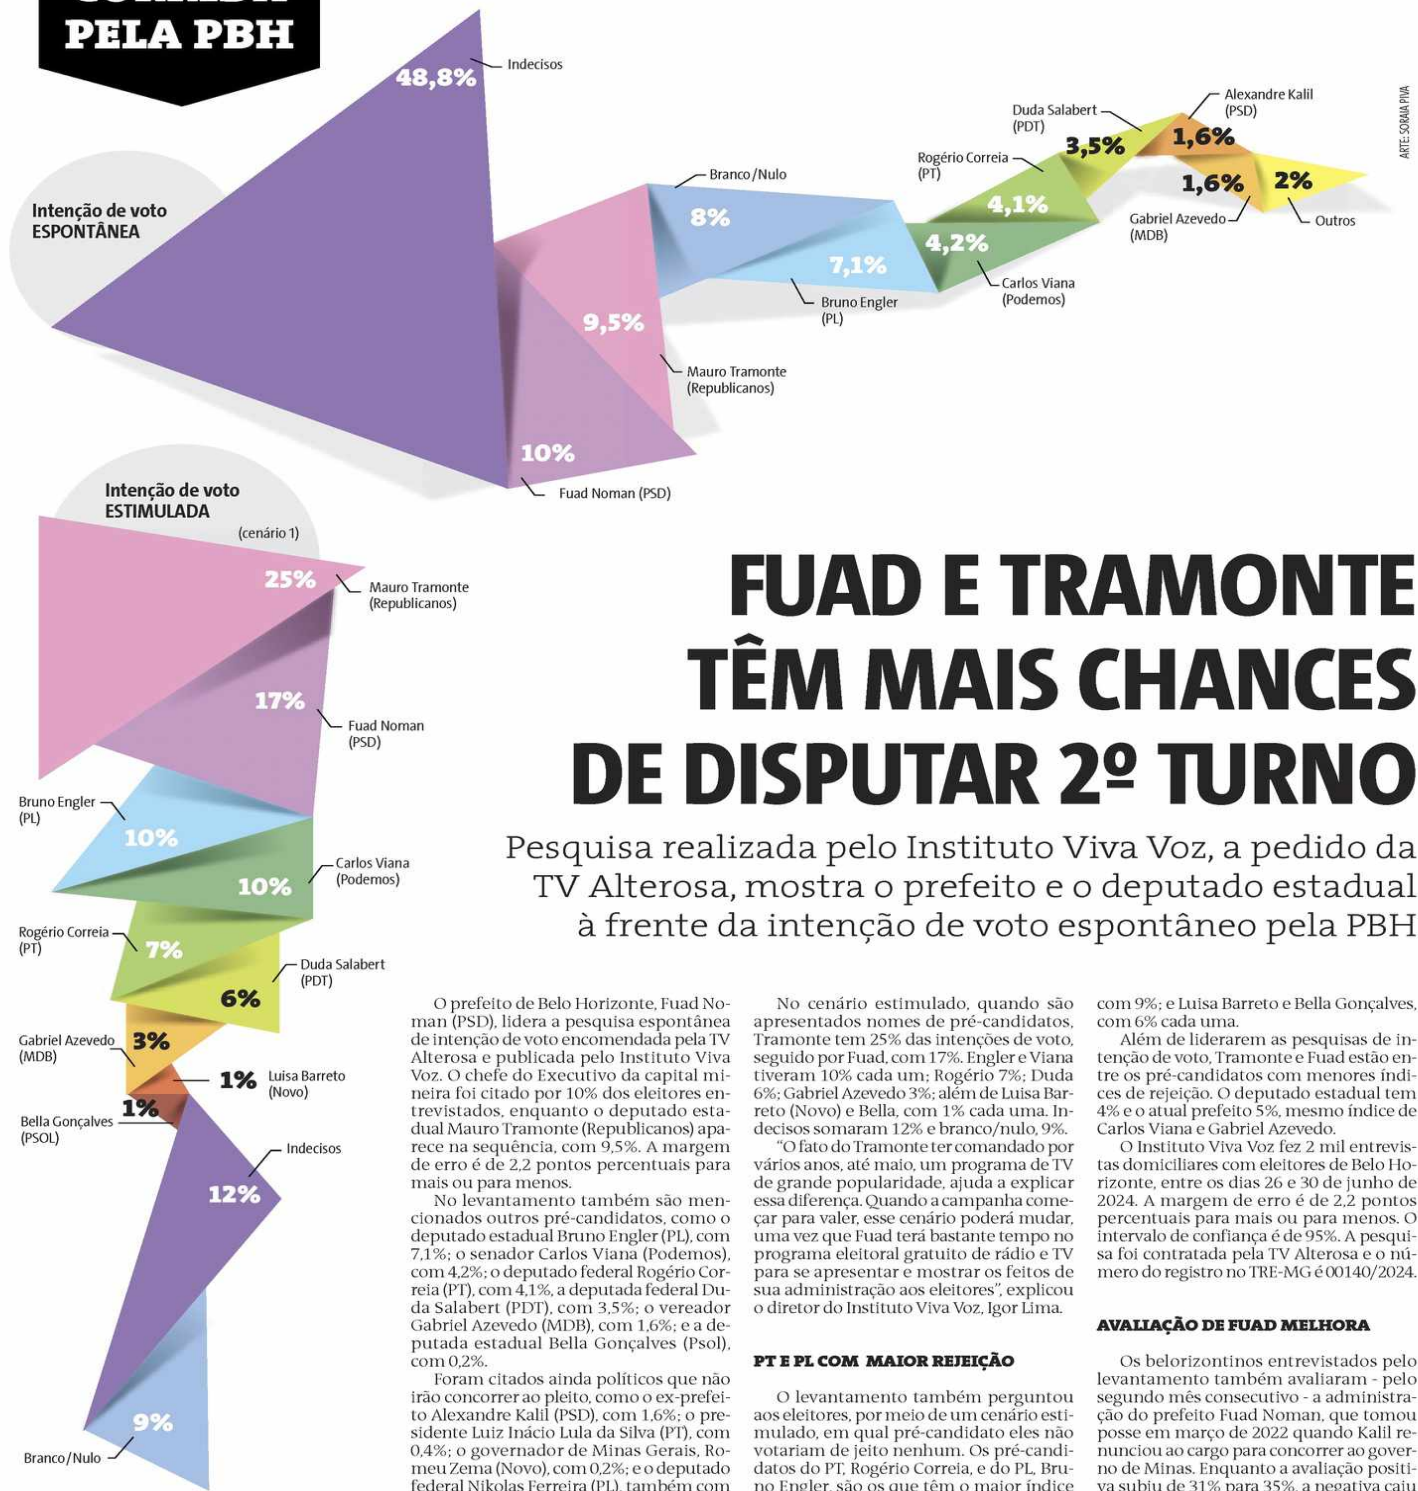 PELA PBH
Intenção de voto
ESPONTÂNEA
48,8%
Indecisos
10%
Fuad Noman (PSD)
9,5%
Mauro Tramonte
(Republicanos)
8%
Branco/Nulo
7,1%
Bruno Engler
(PL)
4,2%
Carlos Viana
(Podemos)
4,1%
Rogério Correia
(PT)
3,5%
Duda Salabert
(PDT)
1,6%
Alexandre Kalil
(PSD)
1,6%
Gabriel Azevedo
(MDB)
2%
Outros
ARTE: SORAIA PIVA
Intenção de voto
ESTIMULADA
(cenário 1)
25%
Mauro Tramonte
(Republicanos)
17%
Fuad Noman
(PSD)
Bruno Engler
(PL)
10%
10%
Carlos Viana
(Podemos)
Rogério Correia
(PT)
7%
6%
Duda Salabert
(PDT)
Gabriel Azevedo
(MDB)
3%
1%
Luisa Barreto
(Novo)
1%
Bella Gonçalves
(PSOL)
Indecisos
12%
9%
Branco/Nulo
FUAD E TRAMONTE
TÊM MAIS CHANCES
DE DISPUTAR 2º TURNO
Pesquisa realizada pelo Instituto Viva Voz, a pedido da
TV Alterosa, mostra o prefeito e o deputado estadual
à frente da intenção de voto espontâneo pela PBH
O prefeito de Belo Horizonte, Fuad No-
man (PSD), lidera a pesquisa espontânea
de intenção de voto encomendada pela TV
Alterosa e publicada pelo Instituto Viva
Voz. O chefe do Executivo da capital mi-
neira foi citado por 10% dos eleitores en-
trevistados, enquanto o deputado esta-
dual Mauro Tramonte (Republicanos) apa-
rece na sequência, com 9,5%. A margem
de erro é de 2,2 pontos percentuais para
mais ou para menos.
No levantamento também são men-
cionados outros pré-candidatos, como o
deputado estadual Bruno Engler (PL), com
7,1%; o senador Carlos Viana (Podemos),
com 4,2%; o deputado federal Rogério Cor-
reia (PT), com 4,1%, a deputada federal Du-
da Salabert (PDT), com 3,5%; o vereador
Gabriel Azevedo (MDB), com 1,6%; e a de-
putada estadual Bella Gonçalves (Psol),
com 0,2%.
Foram citados ainda políticos que não
irão concorrer ao pleito, como o ex-prefei-
to Alexandre Kalil (PSD), com 1,6%; o pre-
sidente Luiz Inácio Lula da Silva (PT), com
0,4%; o governador de Minas Gerais, Ro-
meu Zema (Novo), com 0,2%; e o deputado
federal Nikolas Ferreira (PL), também com
No cenário estimulado, quando são
apresentados nomes de pré-candidatos,
Tramonte tem 25% das intenções de voto,
seguido por Fuad, com 17%. Engler e Viana
tiveram 10% cada um; Rogério 7%; Duda
6%; Gabriel Azevedo 3%; além de Luisa Bar-
reto (Novo) e Bella, com 1% cada uma. In-
decisos somaram 12% e branco/nulo, 9%.
"O fato do Tramonte ter comandado por
vários anos, até maio, um programa de TV
de grande popularidade, ajuda a explicar
essa diferença. Quando a campanha come-
çar para valer, esse cenário poderá mudar,
uma vez que Fuad terá bastante tempo no
programa eleitoral gratuito de rádio e TV
para se apresentar e mostrar os feitos de
sua administração aos eleitores", explicou
o diretor do Instituto Viva Voz, Igor Lima.
PT E PL COM MAIOR REJEIÇÃO
O levantamento também perguntou
aos eleitores, por meio de um cenário esti-
mulado, em qual pré-candidato eles não
votariam de jeito nenhum. Os pré-candi-
datos do PT, Rogério Correia, e do PL, Bru-
no Engler, são os que têm o maior índice
com 9%; e Luisa Barreto e Bella Gonçalves,
com 6% cada uma.
Além de liderarem as pesquisas de in-
tenção de voto, Tramonte e Fuad estão en-
tre os pré-candidatos com menores índi-
ces de rejeição. O deputado estadual tem
4% e o atual prefeito 5%, mesmo índice de
Carlos Viana e Gabriel Azevedo.
O Instituto Viva Voz fez 2 mil entrevis-
tas domiciliares com eleitores de Belo Ho-
rizonte, entre os dias 26 e 30 de junho de
2024. A margem de erro é de 2,2 pontos
percentuais para mais ou para menos. O
intervalo de confiança é de 95%. A pesqui-
sa foi contratada pela TV Alterosa e o nú-
mero do registro no TRE-MG é 00140/2024.
AVALIAÇÃO DE FUAD MELHORA
Os belorizontinos entrevistados pelo
levantamento também avaliaram - pelo
segundo mês consecutivo - a administra-
ção do prefeito Fuad Noman, que tomou
posse em março de 2022 quando Kalil re-
nunciou ao cargo para concorrer ao gover-
no de Minas. Enquanto a avaliação positi-
va subiu de 31% para 35%, a negativa caiu